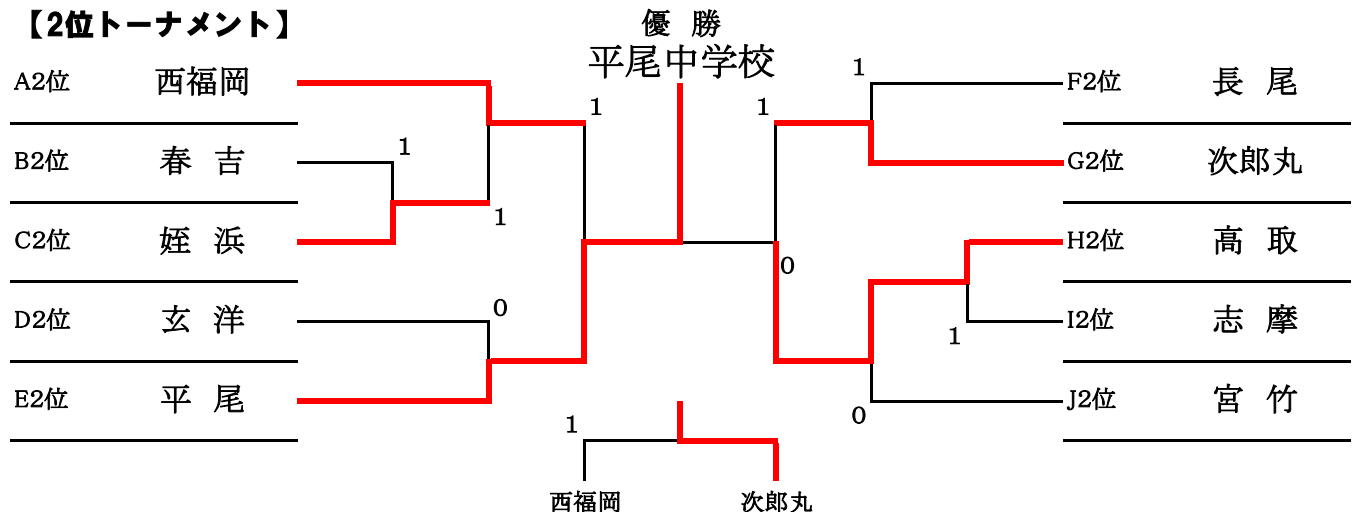 【2位トーナメント】
優 勝
平尾中学校
A2位 西福岡
B2位 春 吉
C2位 姪 浜
D2位 玄 洋
E2位 平 尾
1
1
1
0
1
1
0
1
0
F2位 長 尾
G2位 次郎丸
H2位 高 取
I2位 志 摩
J2位 宮 竹
1
西福岡 次郎丸